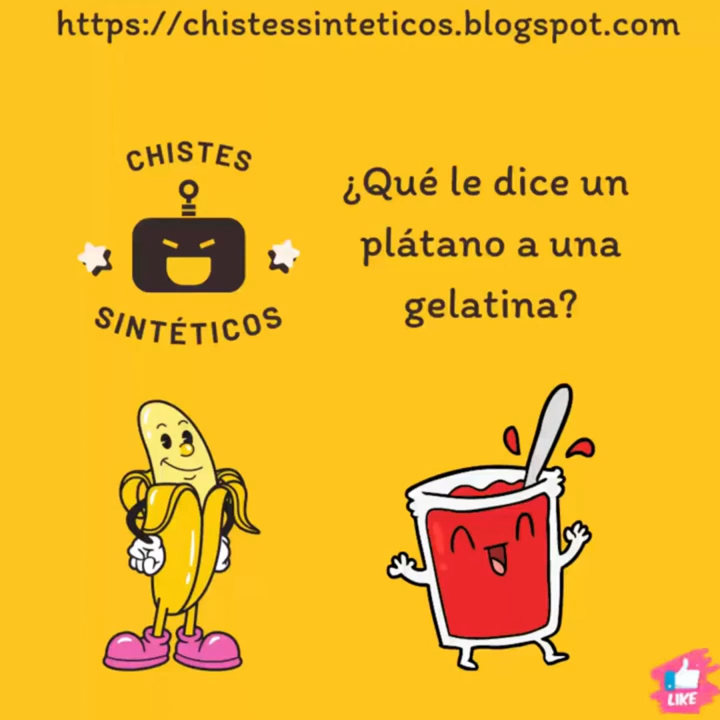 https://chistessinteticos.blogspot.com
CHISTES
SINTÉTICOS
¿Qué le dice un
plátano a una
gelatina?
LIKE